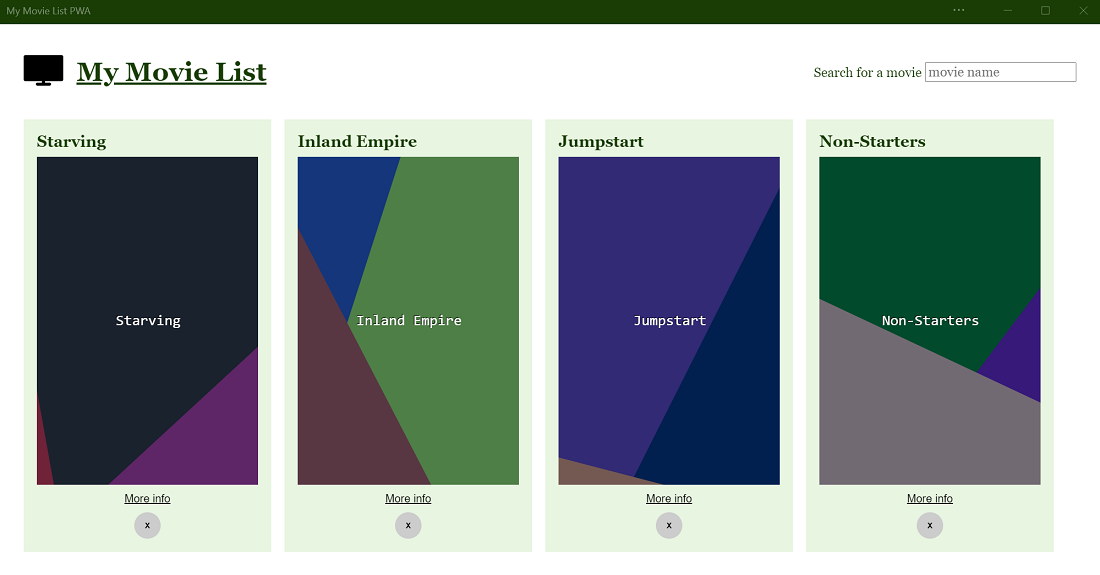 My Movie List PWA
My Movie List
Search for a movie movie name
Starving
Starving
More info
x
Inland Empire
Inland Empire
More info
x
Jumpstart
Jumpstart
More info
x
Non-Starters
Non-Starters
More info
x